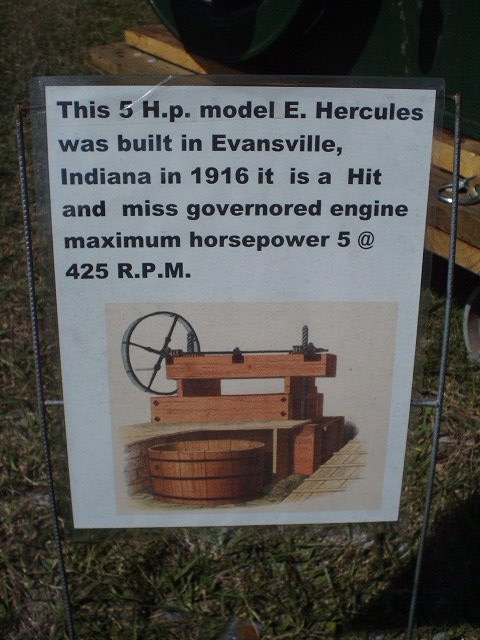 This 5 H.p. model E. Hercules
was built in Evansville,
Indiana in 1916 it is a Hit
and miss governored engine
maximum horsepower 5 @
425 R.P.M.